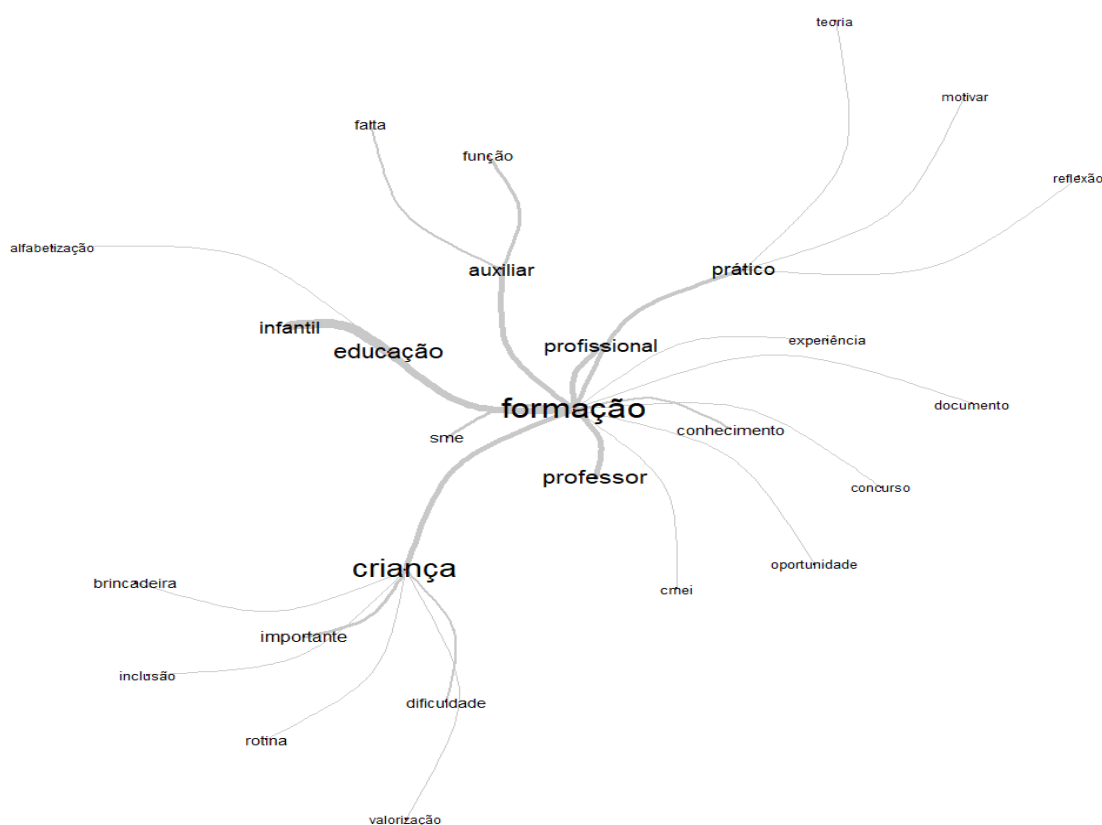 teoria
motivar
falta
função
reflexão
alfabetização
auxiliar
prático
infantil
educação
profissional
experiência
formação
documento
sme
conhecimento
professor
concurso
criança
oportunidade
brincadeira
cmei
importante
inclusão
dificuldade
rotina
valorização